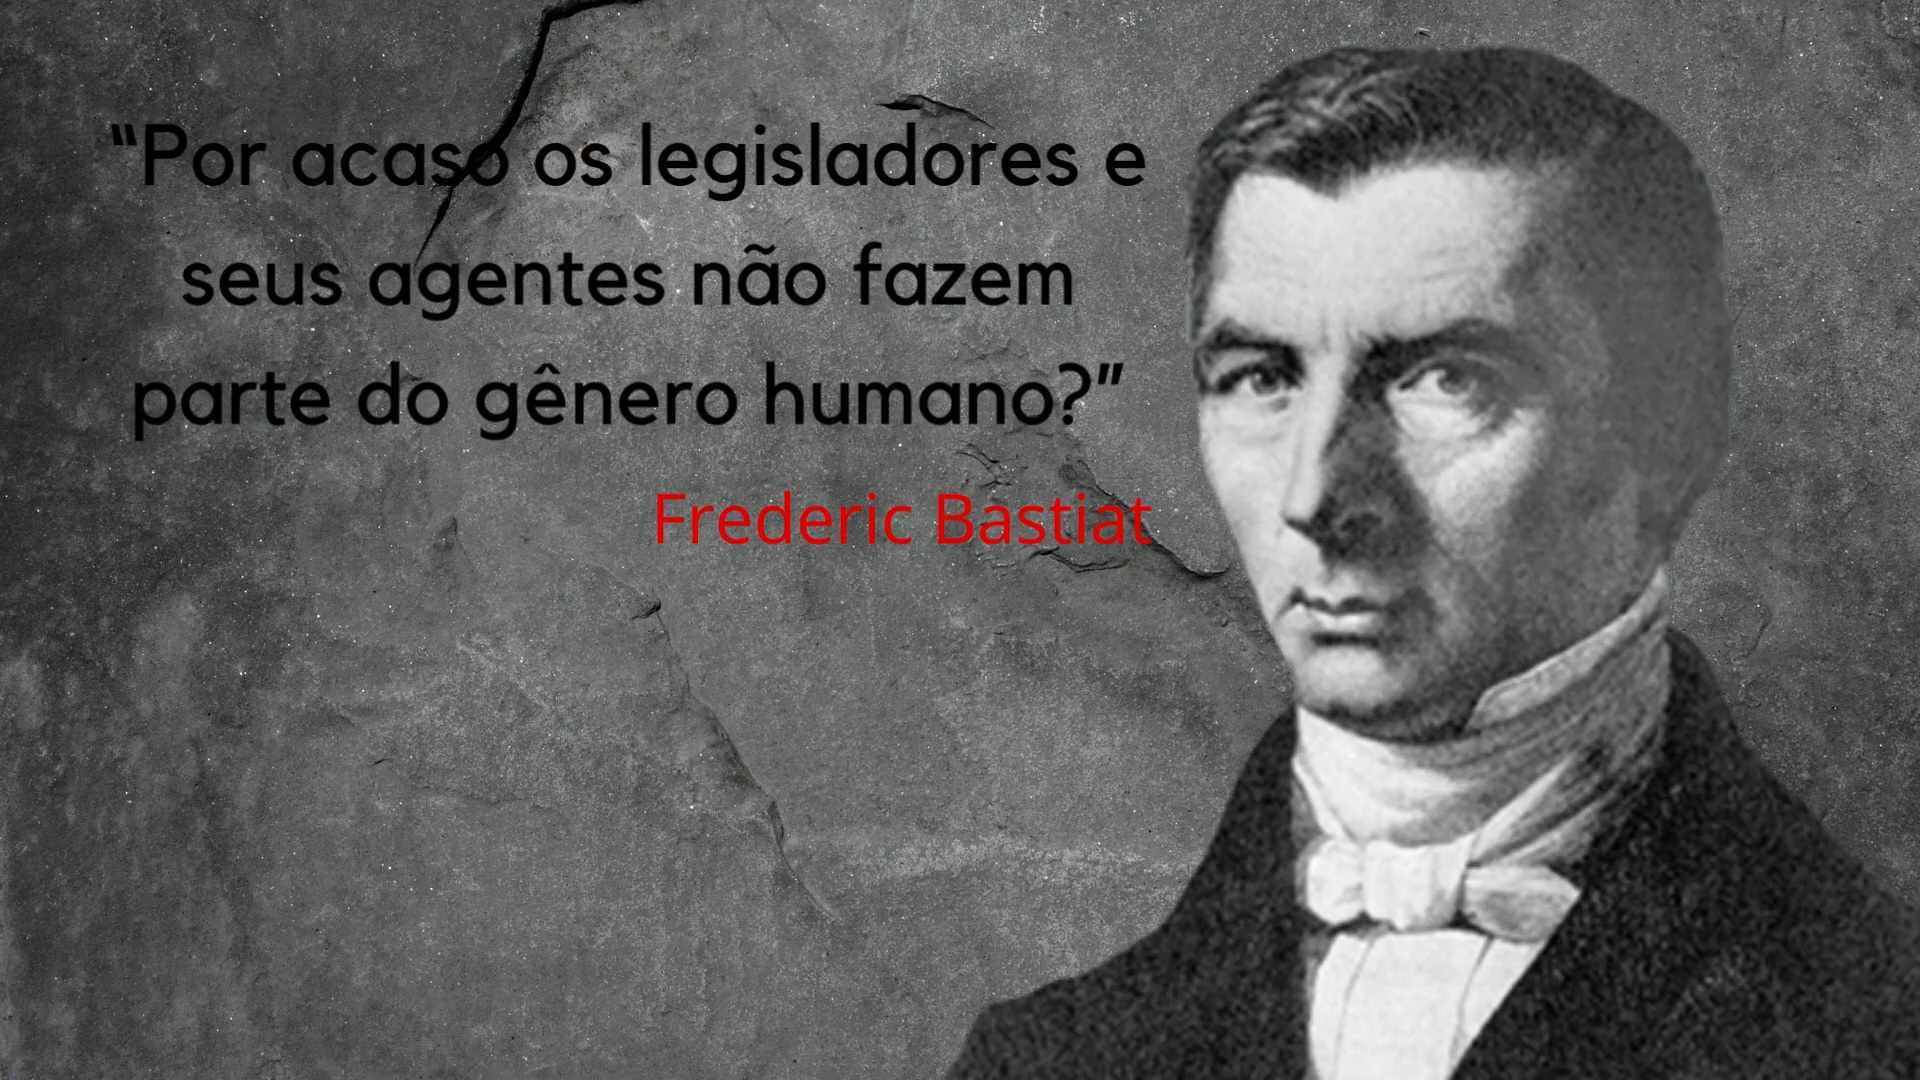 “Por acaso os legisladores e
seus agentes não fazem
parte do gênero humano?”
Frederic Bastiat